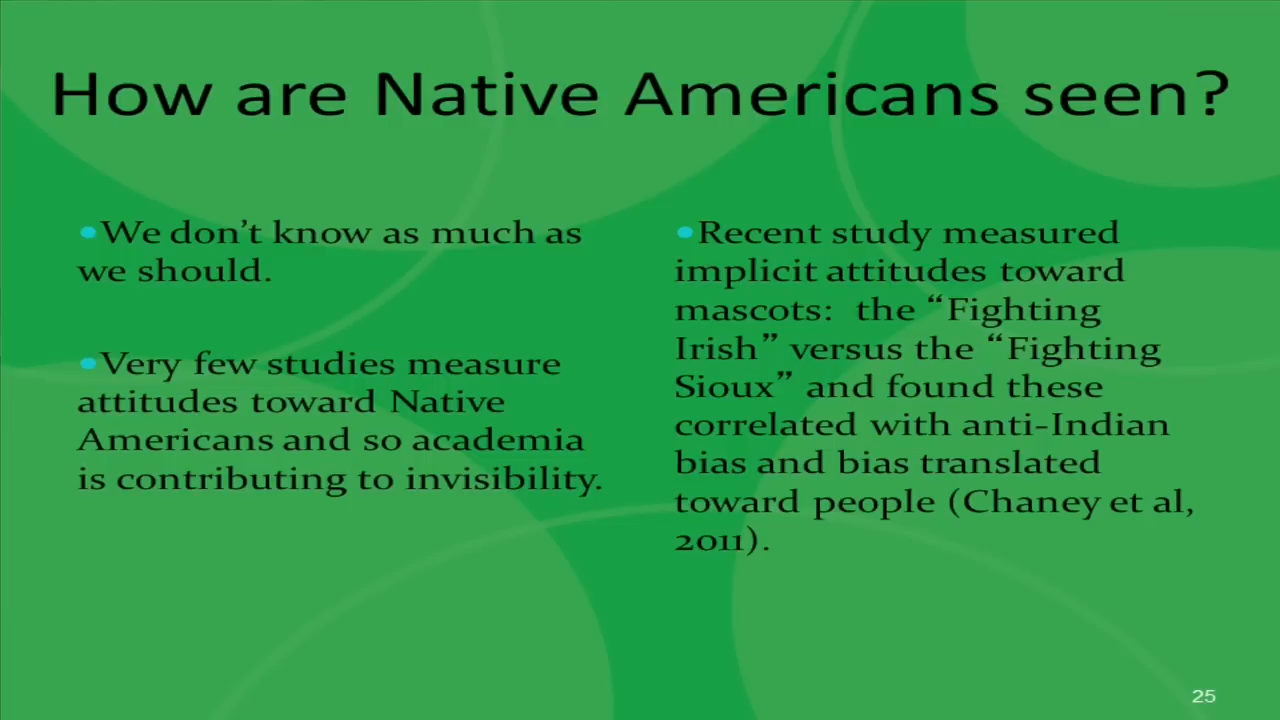 How are Native Americans seen?
•We don’t know as much as
we should.
•Very few studies measure
attitudes toward Native
Americans and so academia
is contributing to invisibility.
•Recent study measured
implicit attitudes toward
mascots:  the “Fighting
Irish” versus the “Fighting
Sioux” and found these
correlated with anti-Indian
bias and bias translated
toward people (Chaney et al,
2011).
25